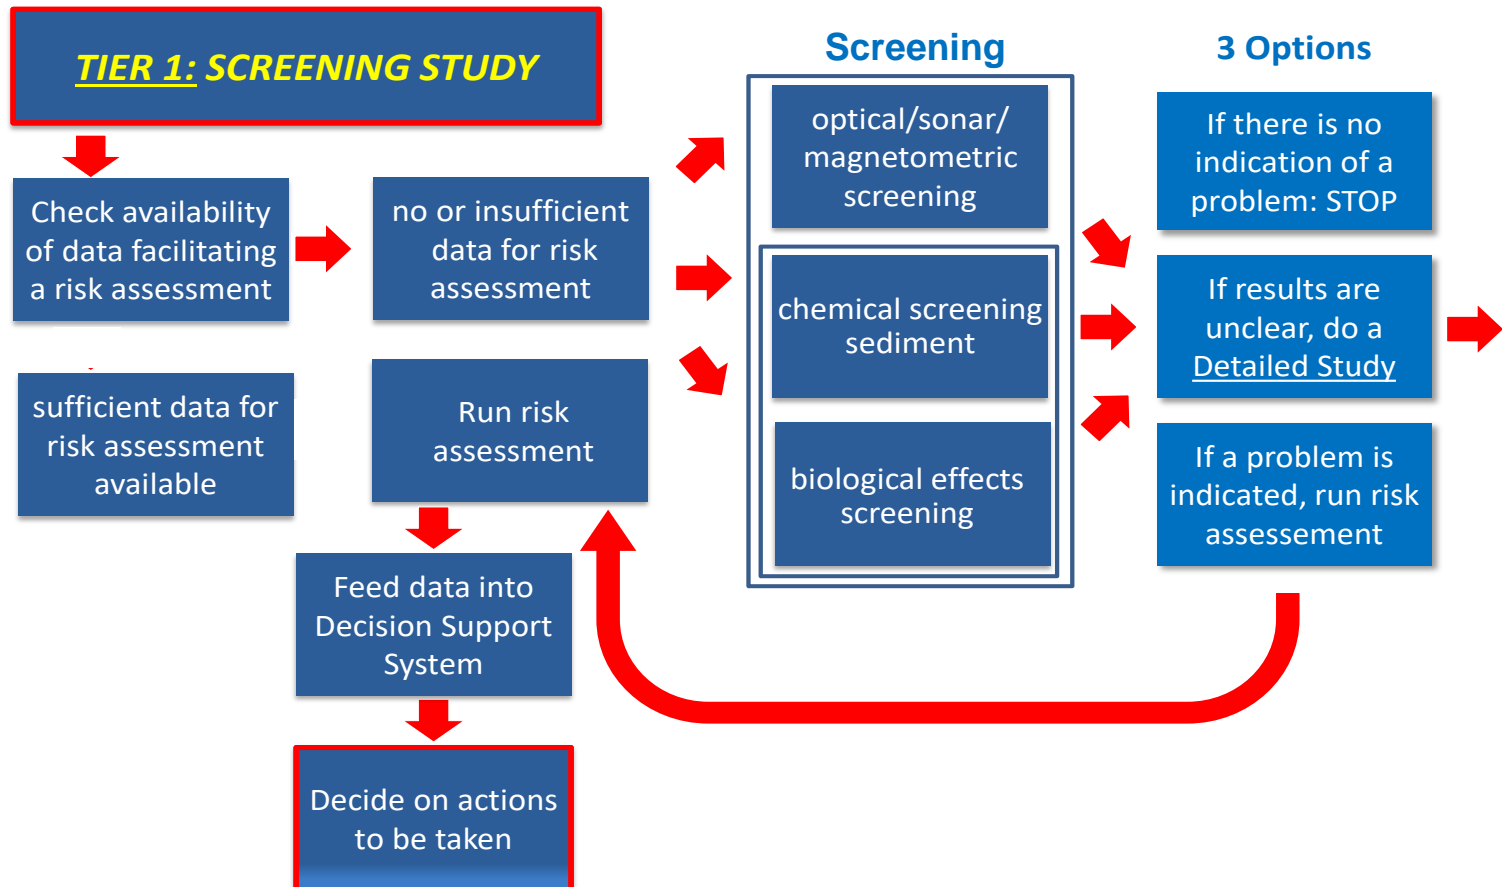 TIER 1: SCREENING STUDY
Check availability
of data facilitating
a risk assessment
no or insufficient
data for risk
assessment
sufficient data for
risk assessment
available
Run risk
assessment
Feed data into
Decision Support
System
Decide on actions
to be taken
Screening
optical/sonar/
magnetometric
screening
chemical screening
sediment
biological effects
screening
3 Options
If there is no
indication of a
problem: STOP
If results are
unclear, do a
Detailed Study
If a problem is
indicated, run risk
assessement